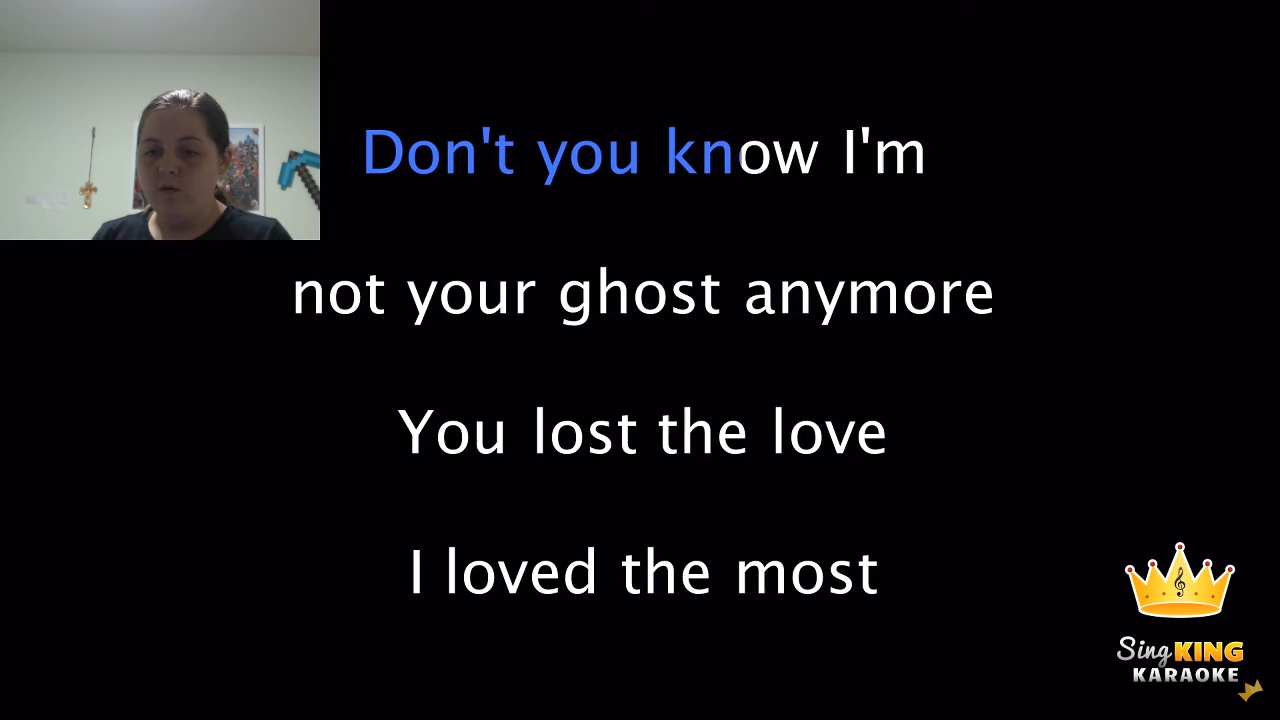 Don't you know I'm
not your ghost anymore
You lost the love
I loved the most
Sing KING
KARAOKE